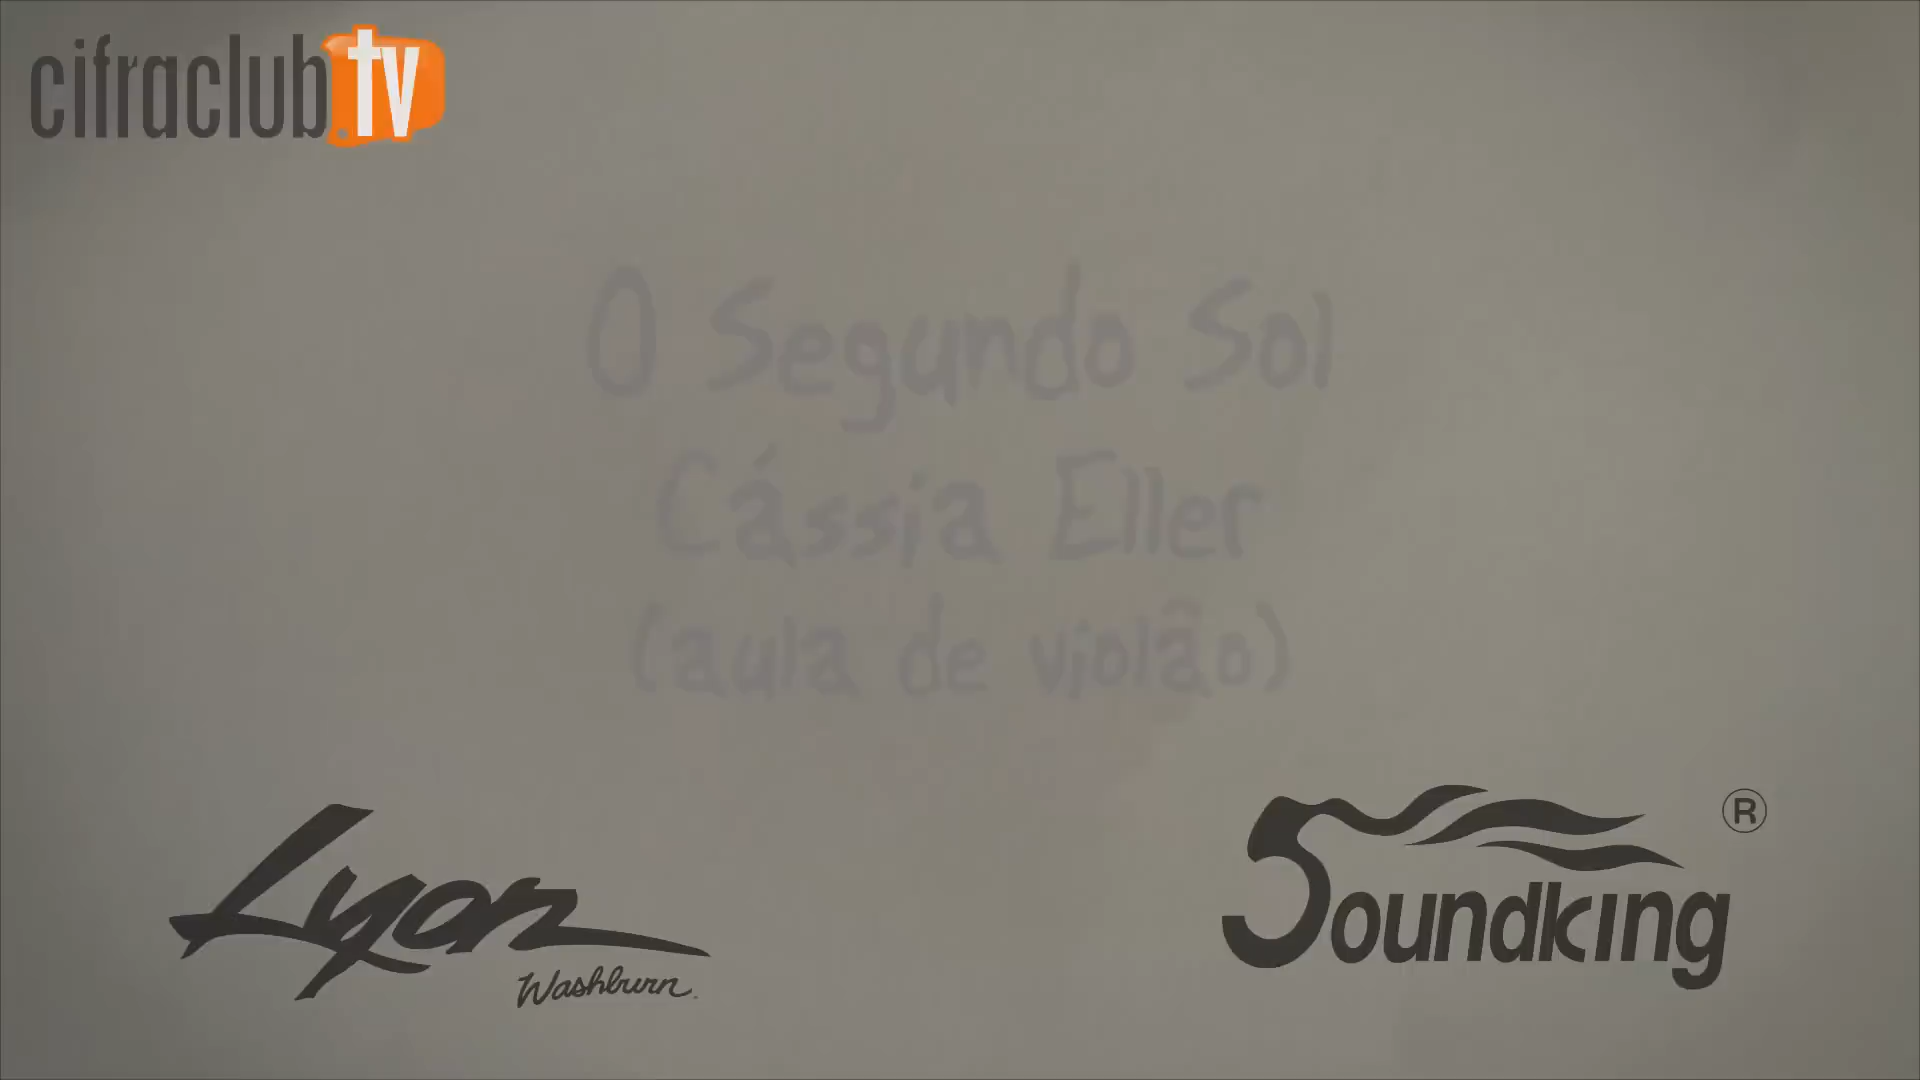 cifraclub.tv
O Segundo Sol
Cássia Eller
(aula de violão)
Lyon
Washburn.
Soundking ®